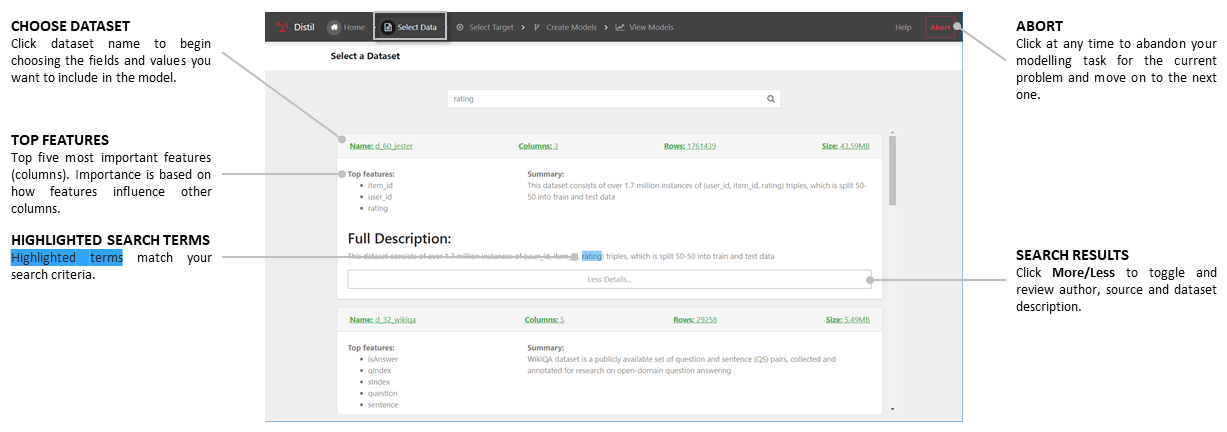 CHOOSE DATASET
Click dataset name to begin
choosing the fields and values you
want to include in the model.
TOP FEATURES
Top five most important features
(columns). Importance is based on
how features influence other
columns.
HIGHLIGHTED SEARCH TERMS
Highlighted terms match your
search criteria.
Distil Home Select Data Select Target Create Models View Models Help Abort
Select a Dataset
rating
Name: d_60_jester Columns: 3 Rows: 1761439 Size: 43.59MB
Top features:
item_id
user_id
rating
Summary:
This dataset consists of over 1.7 million instances of (user_id, item_id, rating) triples, which is split 50-
50 into train and test data
Full Description:
This dataset consists of over 1.7 million instances of (user_id, item_id, rating) triples, which is split 50-50 into train and test data
Less Details...
Name: d_32_wikiqa Columns: 5 Rows: 29258 Size: 5.49MB
Top features:
isAnswer
qIndex
sIndex
question
sentence
Summary:
WikiQA dataset is a publicly available set of question and sentence (QS) pairs, collected and
annotated for research on open-domain question answering
ABORT
Click at any time to abandon your
modelling task for the current
problem and move on to the next
one.
SEARCH RESULTS
Click More/Less to toggle and
review author, source and dataset
description.